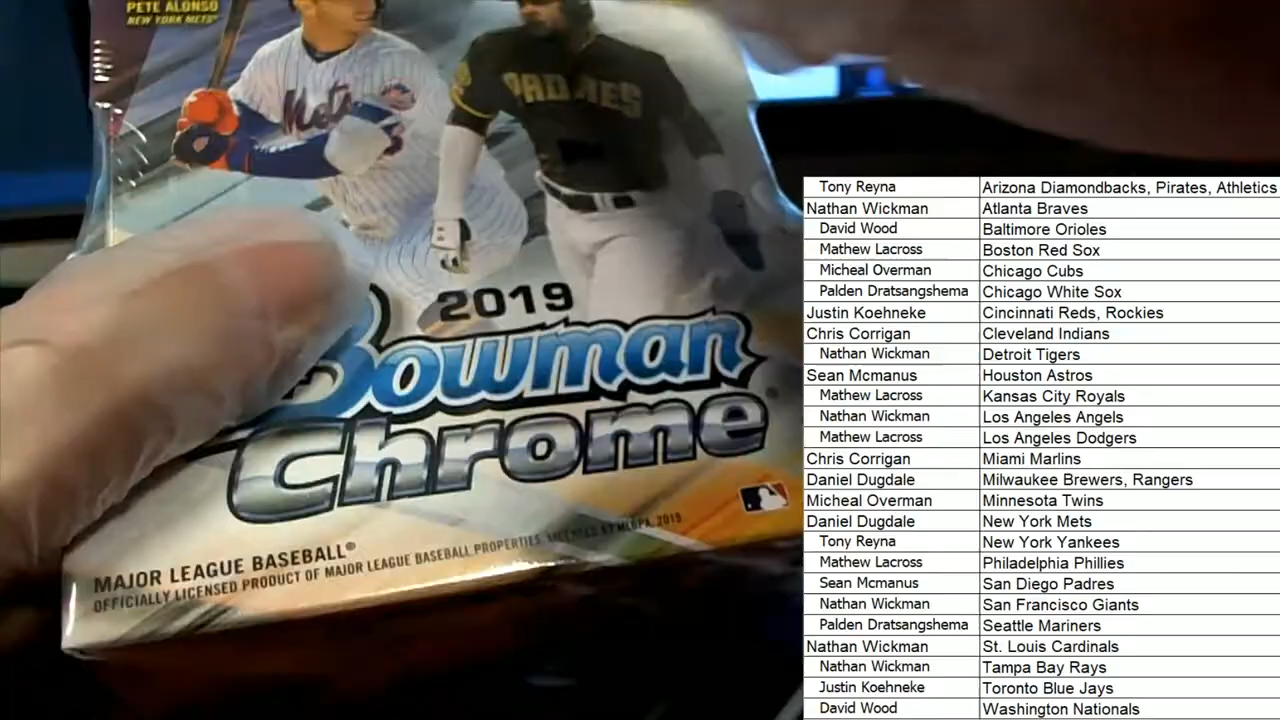 PETE ALONSO
NEW YORK METS®
Mets
PADRES
2019
Bowman
Chrome
MAJOR LEAGUE BASEBALL®
OFFICIALLY LICENSED PRODUCT OF MAJOR LEAGUE BASEBALL PROPERTIES. LICENSED BY MLBPA, 2019
Tony Reyna Arizona Diamondbacks, Pirates, Athletics
Nathan Wickman Atlanta Braves
David Wood Baltimore Orioles
Mathew Lacross Boston Red Sox
Micheal Overman Chicago Cubs
Palden Dratsangshema Chicago White Sox
Justin Koehneke Cincinnati Reds, Rockies
Chris Corrigan Cleveland Indians
Nathan Wickman Detroit Tigers
Sean Mcmanus Houston Astros
Mathew Lacross Kansas City Royals
Nathan Wickman Los Angeles Angels
Mathew Lacross Los Angeles Dodgers
Chris Corrigan Miami Marlins
Daniel Dugdale Milwaukee Brewers, Rangers
Micheal Overman Minnesota Twins
Daniel Dugdale New York Mets
Tony Reyna New York Yankees
Mathew Lacross Philadelphia Phillies
Sean Mcmanus San Diego Padres
Nathan Wickman San Francisco Giants
Palden Dratsangshema Seattle Mariners
Nathan Wickman St. Louis Cardinals
Nathan Wickman Tampa Bay Rays
Justin Koehneke Toronto Blue Jays
David Wood Washington Nationals